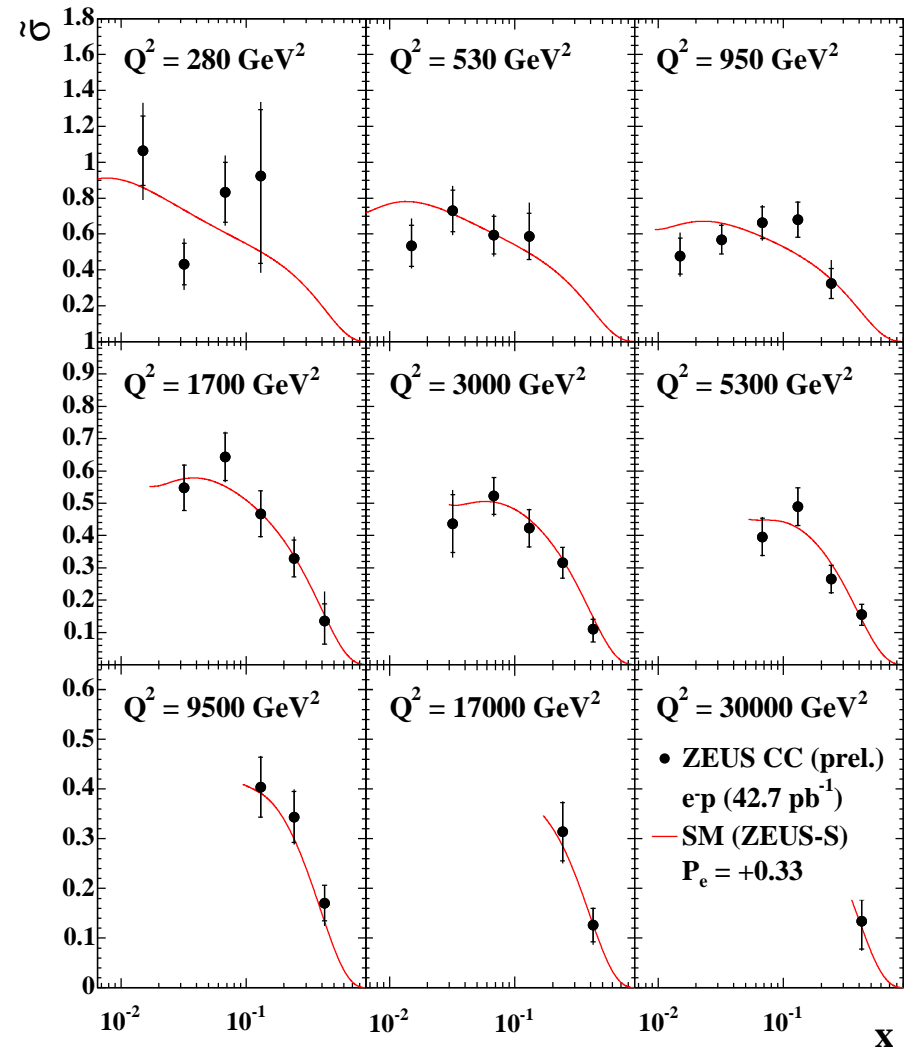 σ̃
1.8
1.6
1.4
1.2
1
0.8
0.6
0.4
0.2
Q² = 280 GeV²
Q² = 530 GeV²
Q² = 950 GeV²
1
1
0.9
0.8
0.7
0.6
0.5
0.4
0.3
0.2
0.1
Q² = 1700 GeV²
Q² = 3000 GeV²
Q² = 5300 GeV²
0.6
0.5
0.4
0.3
0.2
0.1
0
Q² = 9500 GeV²
Q² = 17000 GeV²
Q² = 30000 GeV²
ZEUS CC (prel.)
e⁻p (42.7 pb⁻¹)
SM (ZEUS-S)
Pₑ = +0.33
10⁻² 10⁻¹ 10⁻² 10⁻¹ 10⁻² 10⁻¹
x